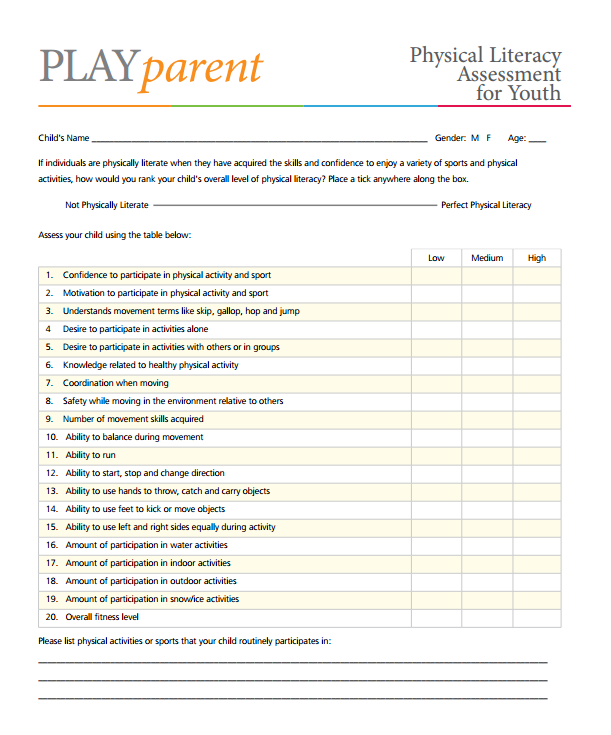 PLAYparent
Physical Literacy
Assessment
for Youth
Child's Name Gender: M F Age:
If individuals are physically literate when they have acquired the skills and confidence to enjoy a variety of sports and physical
activities, how would you rank your child's overall level of physical literacy? Place a tick anywhere along the box.
Not Physically Literate Perfect Physical Literacy
Assess your child using the table below:
Low Medium High
1. Confidence to participate in physical activity and sport
2. Motivation to participate in physical activity and sport
3. Understands movement terms like skip, gallop, hop and jump
4 Desire to participate in activities alone
5. Desire to participate in activities with others or in groups
6. Knowledge related to healthy physical activity
7. Coordination when moving
8. Safety while moving in the environment relative to others
9. Number of movement skills acquired
10. Ability to balance during movement
11. Ability to run
12. Ability to start, stop and change direction
13. Ability to use hands to throw, catch and carry objects
14. Ability to use feet to kick or move objects
15. Ability to use left and right sides equally during activity
16. Amount of participation in water activities
17. Amount of participation in indoor activities
18. Amount of participation in outdoor activities
19. Amount of participation in snow/ice activities
20. Overall fitness level
Please list physical activities or sports that your child routinely participates in: